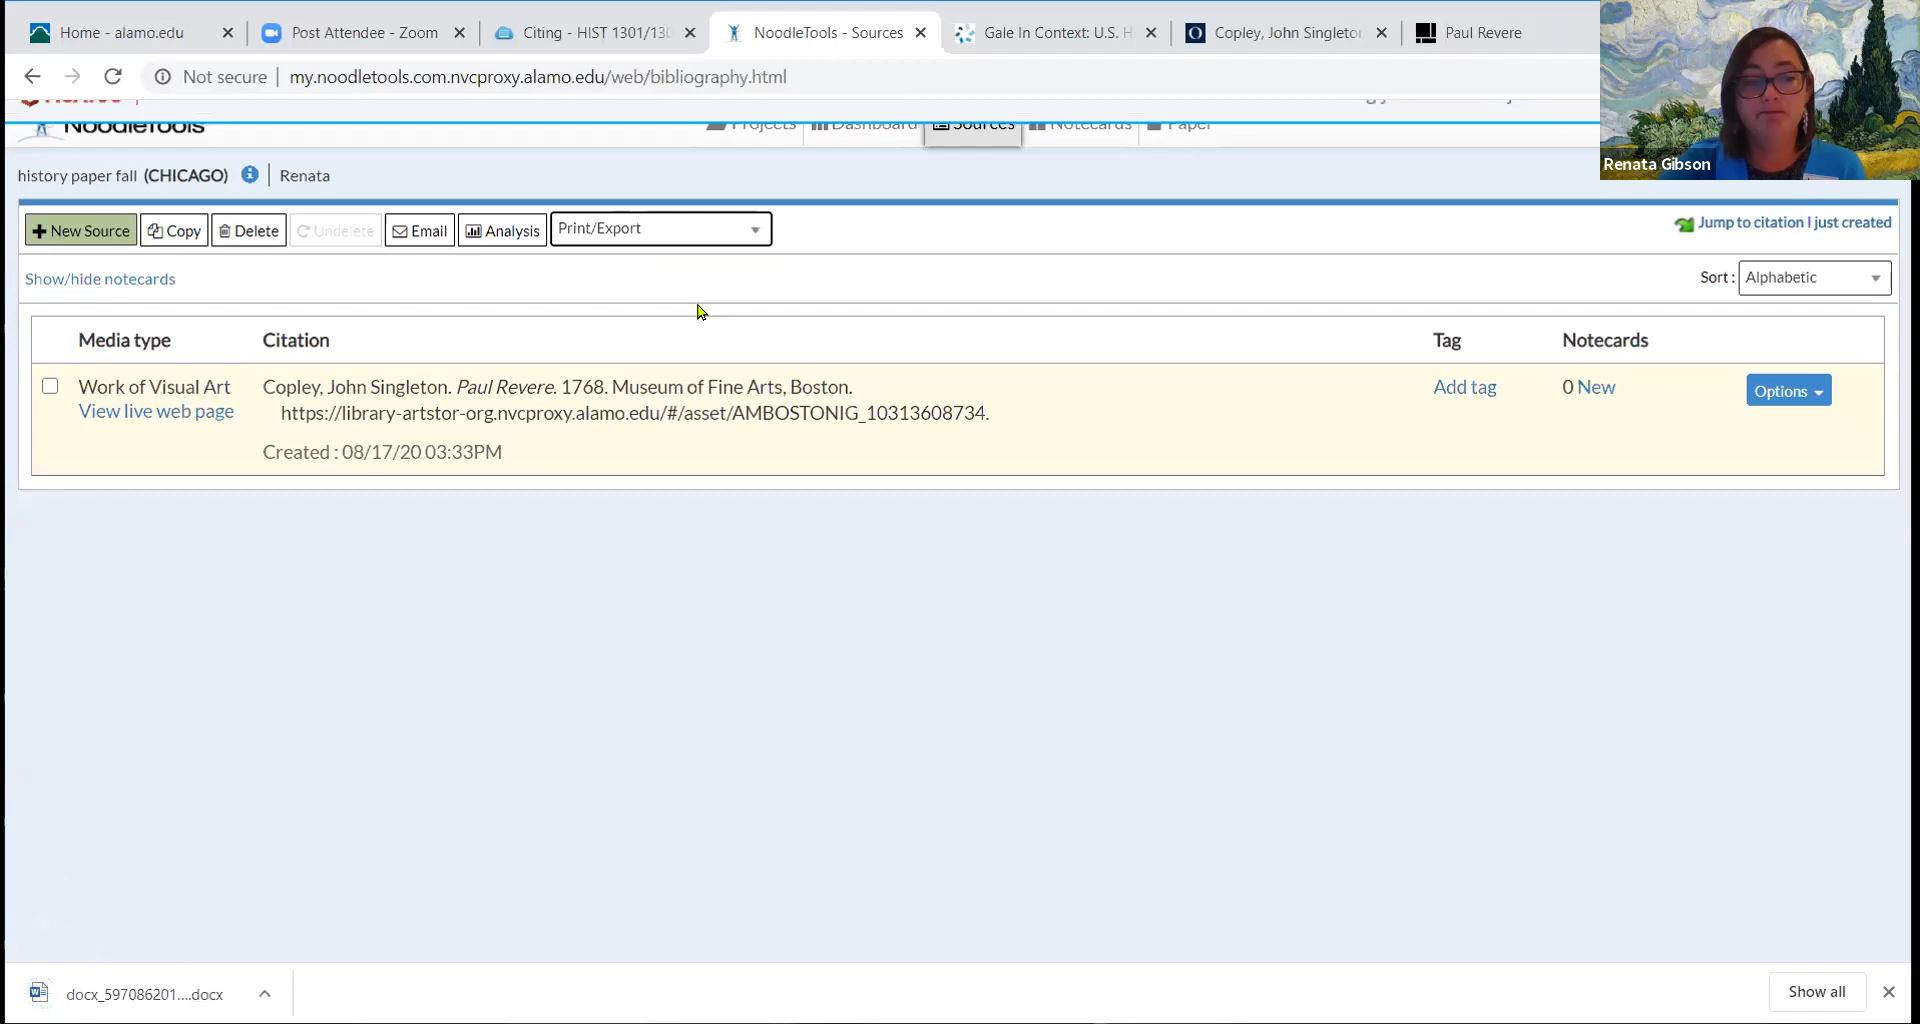 Home - alamo.edu
Post Attendee - Zoom
Citing - HIST 1301/130
NoodleTools - Sources
Gale In Context: U.S. H
Copley, John Singleton
Paul Revere
Not secure | my.noodletools.com.nvcproxy.alamo.edu/web/bibliography.html
Renata Gibson
NoodleTools Projects Dashboard Sources Notecards Paper
history paper fall (CHICAGO) | Renata
New Source Copy Delete Undelete Email Analysis Print/Export
Jump to citation I just created
Show/hide notecards
Sort : Alphabetic
Media type Citation Tag Notecards
Work of Visual Art Copley, John Singleton. Paul Revere. 1768. Museum of Fine Arts, Boston. Add tag 0 New Options
View live web page https://library-artstor-org.nvcproxy.alamo.edu/#/asset/AMBOSTONIG_10313608734.
Created : 08/17/20 03:33PM
docx_597086201....docx
Show all